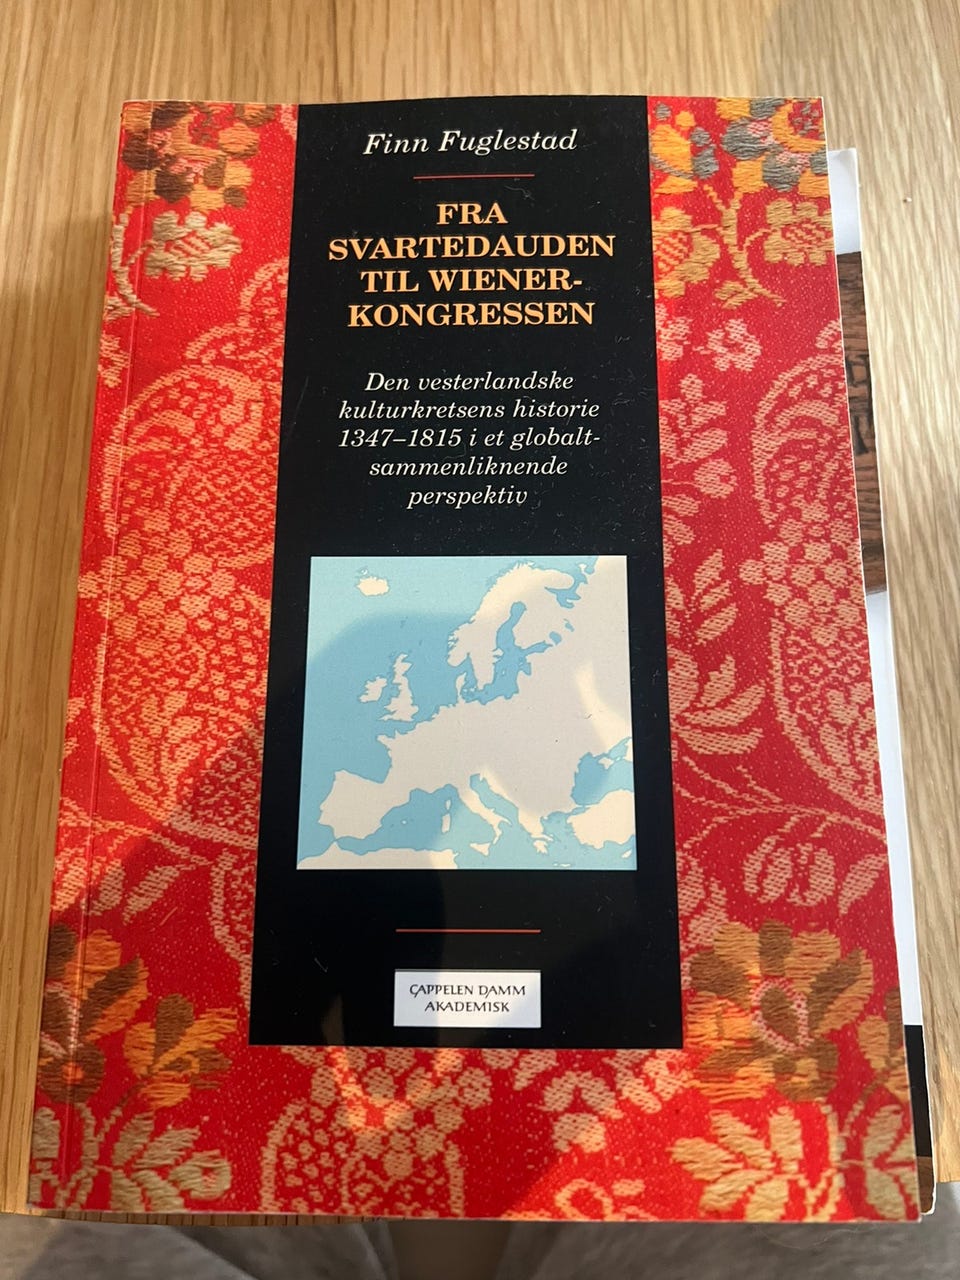 Finn Fuglestad
FRA
SVARTEDAUDEN
TIL WIENER-
KONGRESSEN
Den vesterlandske
kulturkretsens historie
1347–1815 i et globalt-
sammenliknende
perspektiv
CAPPELEN DAMM
AKADEMISK